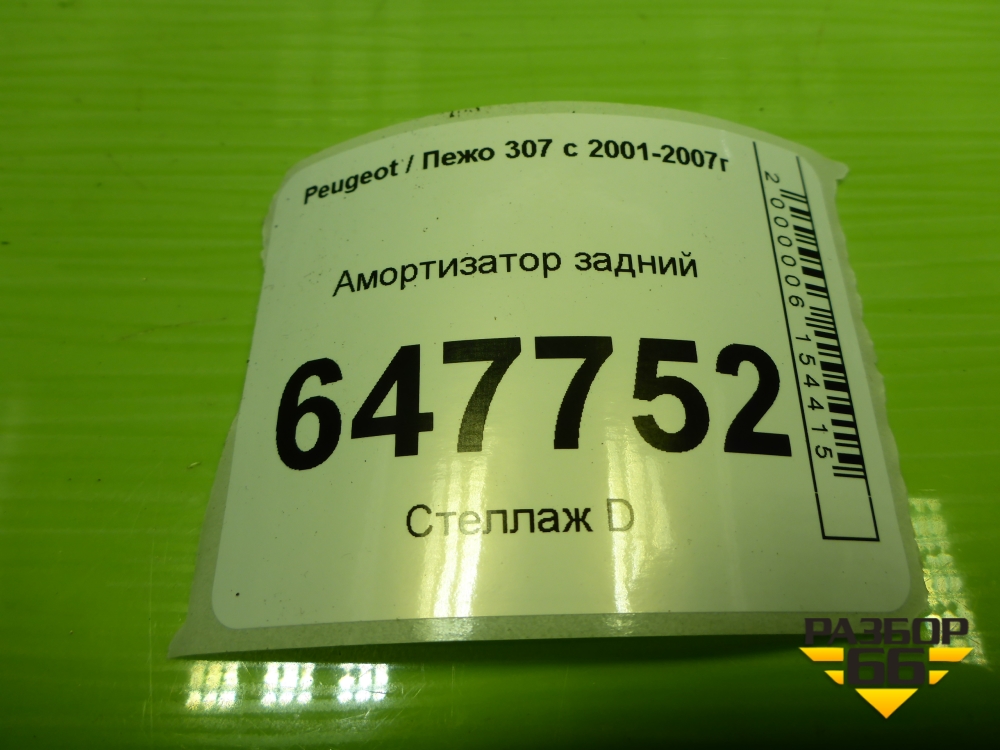 Peugeot / Пежо 307 с 2001-2007г
Амортизатор задний
647752
Стеллаж D
2000006154415
РАЗБОР
66